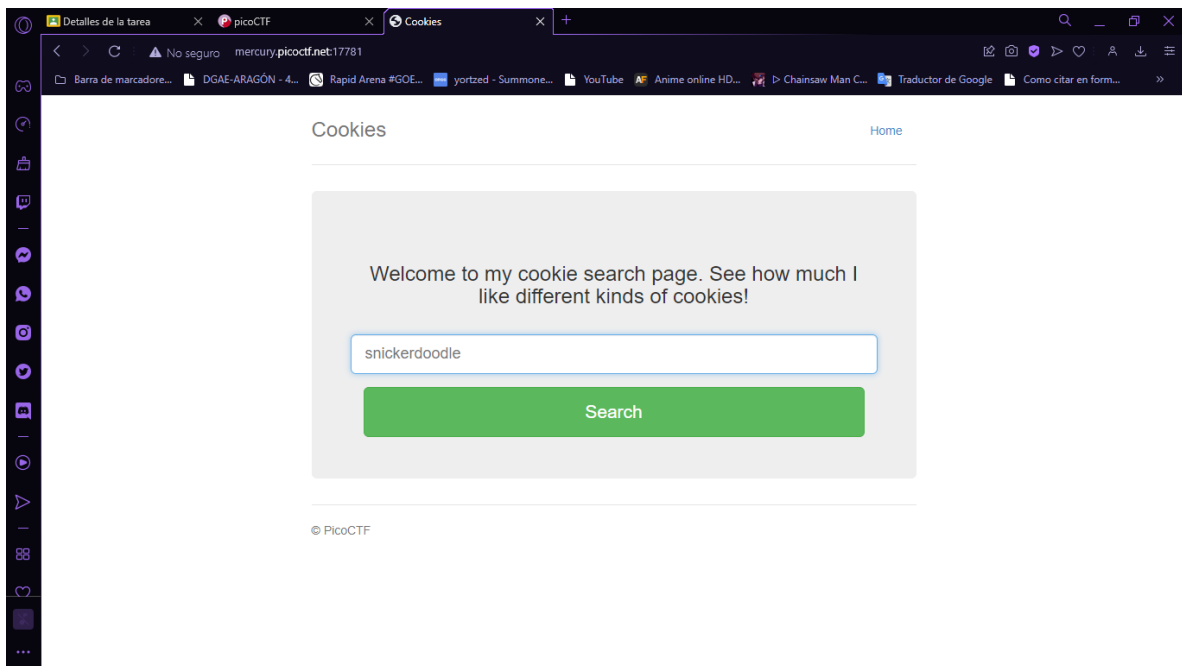 Detalles de la tarea
picoCTF
Cookies
No seguro mercury.picoctf.net:17781
Barra de marcadore... DGAE-ARAGÓN - 4... Rapid Arena #GOE... yortzed - Summone... YouTube Anime online HD... ▷ Chainsaw Man C... Traductor de Google Como citar en form... »
Cookies
Home
Welcome to my cookie search page. See how much I
like different kinds of cookies!
snickerdoodle
Search
© PicoCTF